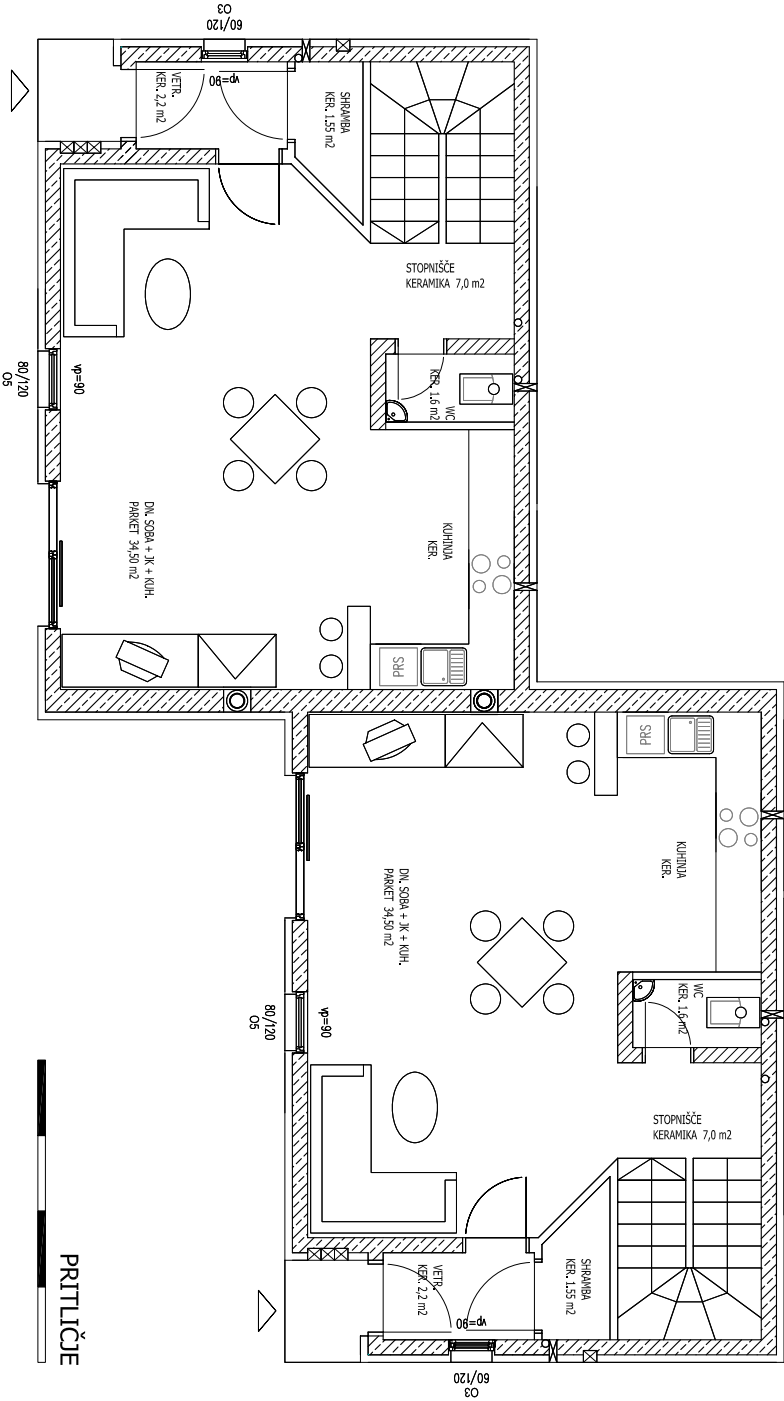 O3
60/120
vp=90
VETR.
KER. 2,2 m2
SHRAMBA
KER. 1.55 m2
STOPNIŠČE
KERAMIKA 7,0 m2
vp=90
80/120
O5
WC
KER. 1.6 m2
DN. SOBA + JK + KUH.
PARKET 34,50 m2
KUHINJA
KER.
PRS
PRS
KUHINJA
KER.
DN. SOBA + JK + KUH.
PARKET 34,50 m2
WC
KER. 1.6 m2
vp=90
80/120
O5
STOPNIŠČE
KERAMIKA 7,0 m2
SHRAMBA
KER. 1.55 m2
VETR.
KER. 2,2 m2
vp=90
60/120
O3
PRITLIČJE